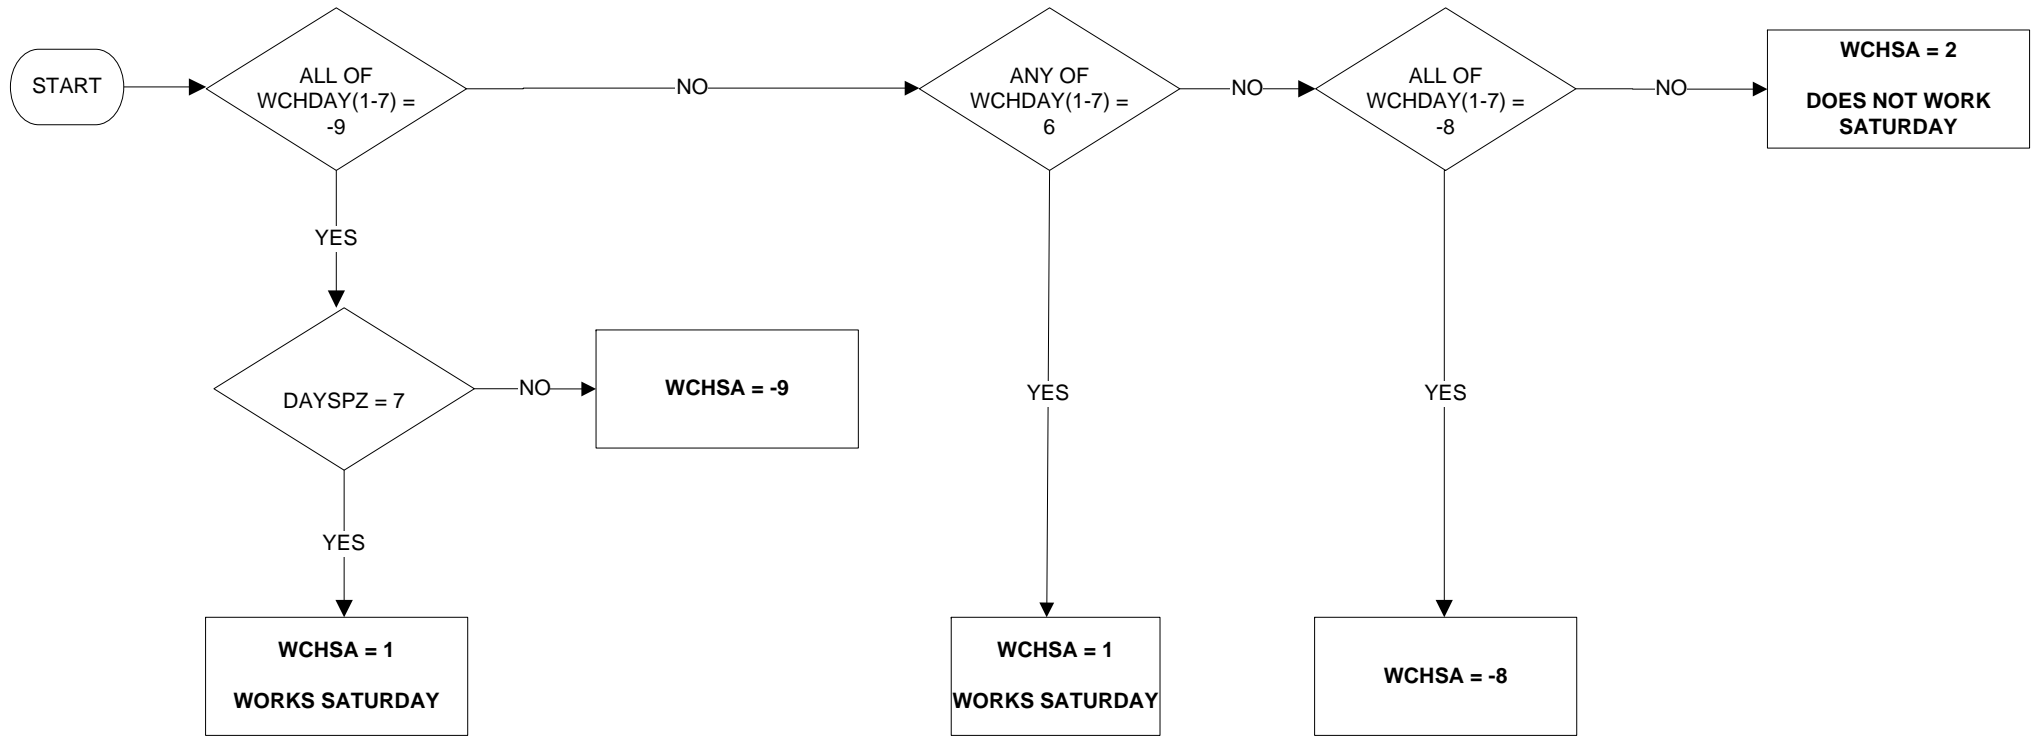 START
ALL OF
WCHDAY(1-7) =
-9
NO
ANY OF
WCHDAY(1-7) =
6
NO
ALL OF
WCHDAY(1-7) =
-8
NO
WCHSA = 2
DOES NOT WORK
SATURDAY
YES
DAYSPZ = 7
NO
WCHSA = -9
YES
YES
YES
WCHSA = 1
WORKS SATURDAY
WCHSA = 1
WORKS SATURDAY
WCHSA = -8